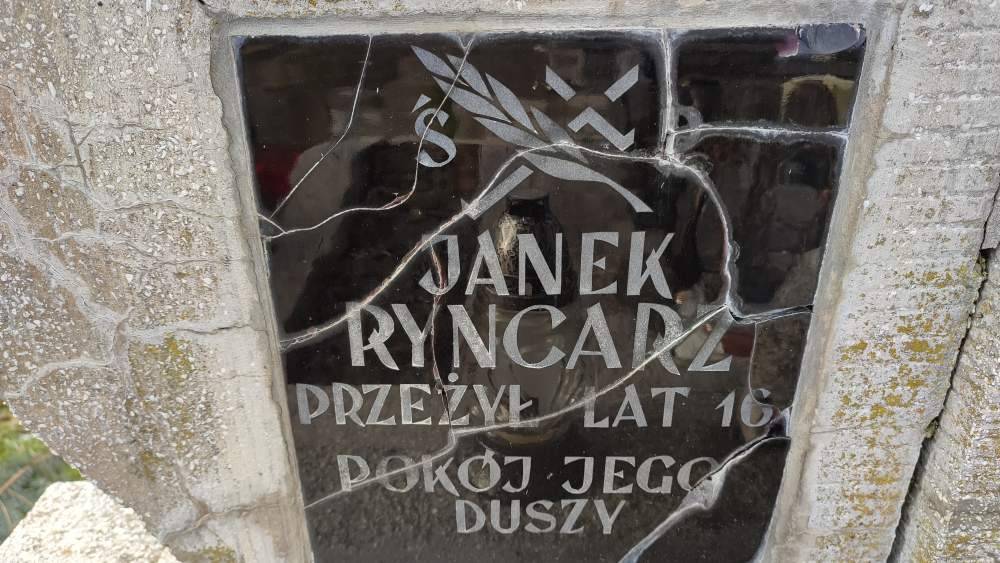 Ś
JANEK
RYNCARZ
PRZEŻYŁ LAT 16
POKÓJ JEGO
DUSZY